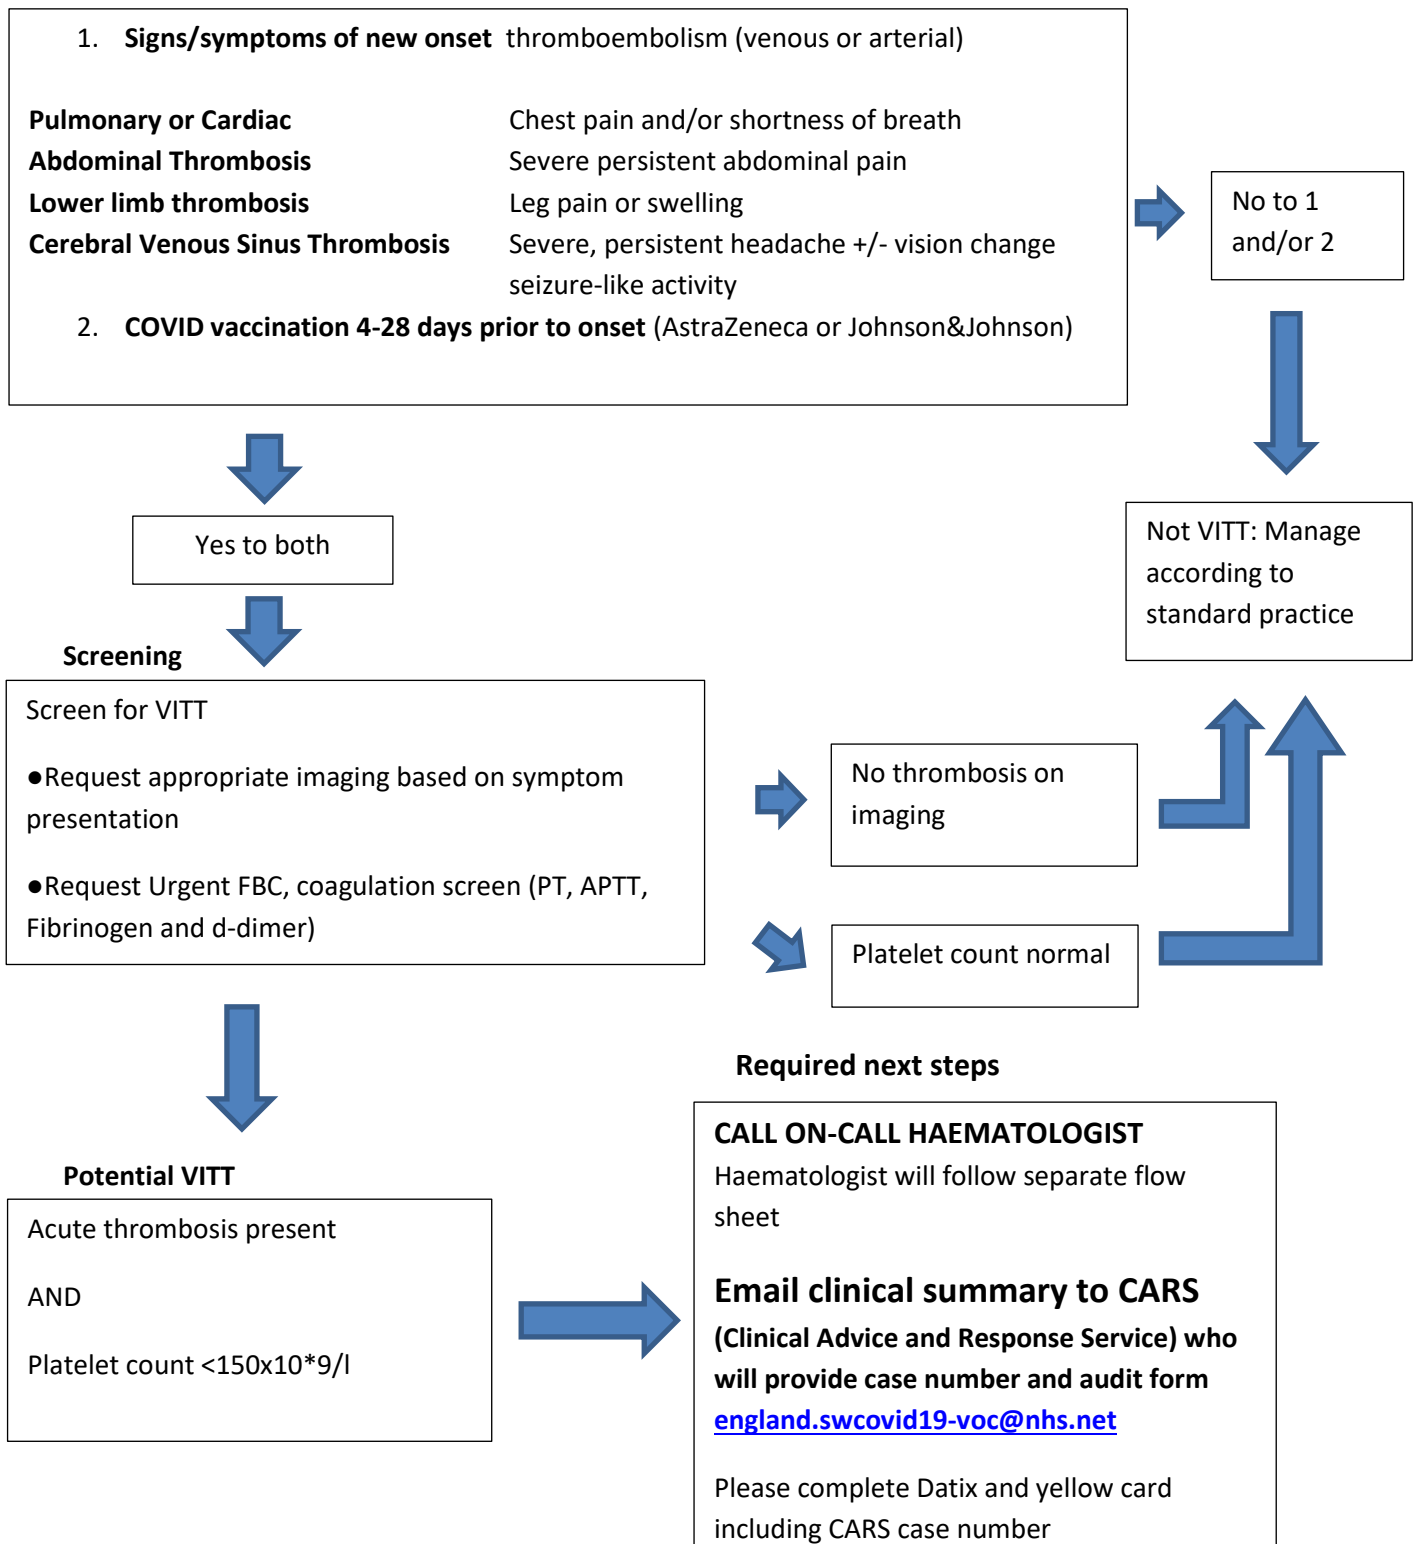 1. Signs/symptoms of new onset thromboembolism (venous or arterial)
Pulmonary or Cardiac Chest pain and/or shortness of breath
Abdominal Thrombosis Severe persistent abdominal pain
Lower limb thrombosis Leg pain or swelling
Cerebral Venous Sinus Thrombosis Severe, persistent headache +/- vision change
seizure-like activity
2. COVID vaccination 4-28 days prior to onset (AstraZeneca or Johnson&Johnson)
No to 1
and/or 2
Yes to both
Not VITT: Manage
according to
standard practice
Screening
Screen for VITT
●Request appropriate imaging based on symptom
presentation
●Request Urgent FBC, coagulation screen (PT, APTT,
Fibrinogen and d-dimer)
No thrombosis on
imaging
Platelet count normal
Potential VITT
Acute thrombosis present
AND
Platelet count <150x10*9/l
Required next steps
CALL ON-CALL HAEMATOLOGIST
Haematologist will follow separate flow
sheet
Email clinical summary to CARS
(Clinical Advice and Response Service) who
will provide case number and audit form
england.swcovid19-voc@nhs.net
Please complete Datix and yellow card
including CARS case number